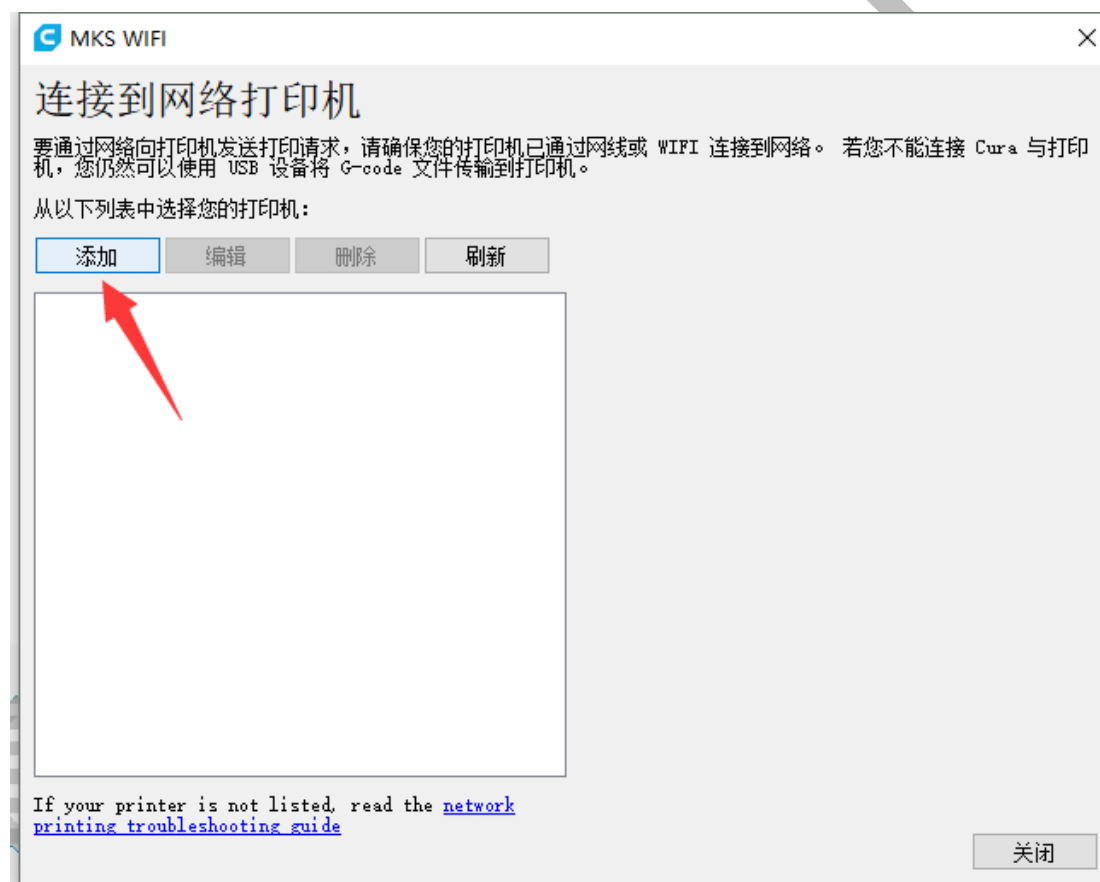 MKS WIFI
连接到网络打印机
要通过网络向打印机发送打印请求，请确保您的打印机已通过网线或 WIFI 连接到网络。 若您不能连接 Cura 与打印
机，您仍然可以使用 USB 设备将 G-code 文件传输到打印机。
从以下列表中选择您的打印机：
添加 编辑 删除 刷新
If your printer is not listed, read the network
printing troubleshooting guide
关闭